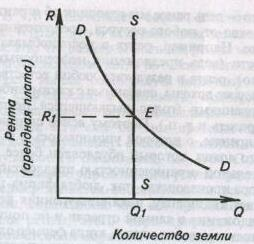 R
S
D
R1
E
D
S
Q1
Q
Рента
(арендная плата)
Количество земли